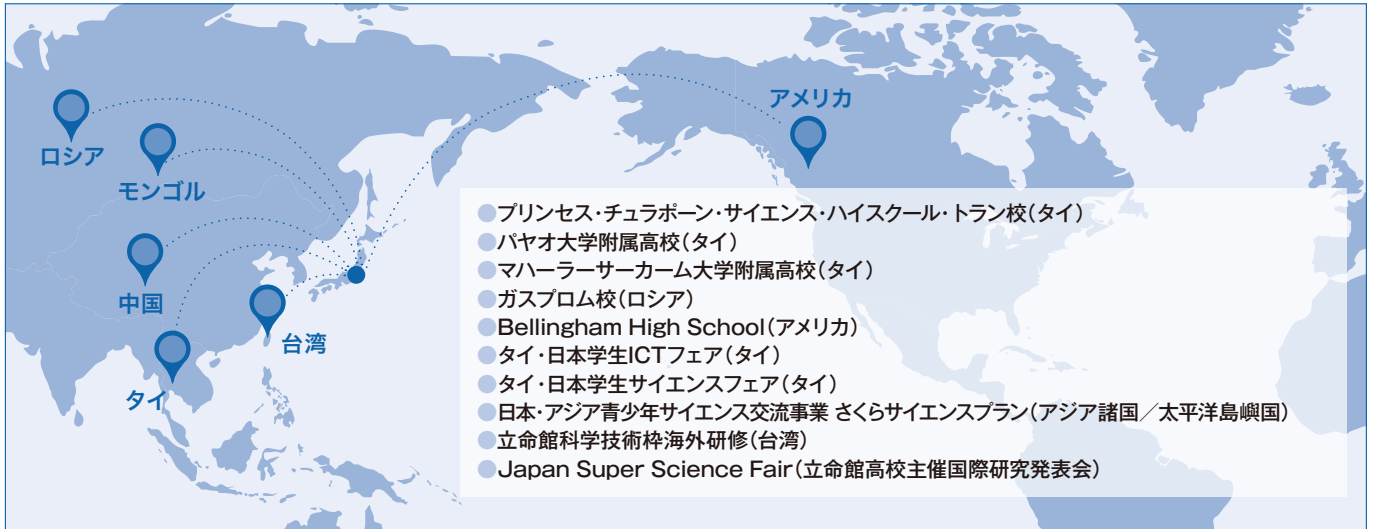 アメリカ
ロシア
モンゴル
中国
台湾
タイ
●プリンセス・チュラポーン・サイエンス・ハイスクール・トラン校（タイ）
●パヤオ大学附属高校（タイ）
●マハーラーサーカーム大学附属高校（タイ）
●ガスプロム校（ロシア）
●Bellingham High School（アメリカ）
●タイ・日本学生ICTフェア（タイ）
●タイ・日本学生サイエンスフェア（タイ）
●日本・アジア青少年サイエンス交流事業 さくらサイエンスプラン（アジア諸国／太平洋島嶼国）
●立命館科学技術枠海外研修（台湾）
●Japan Super Science Fair（立命館高校主催国際研究発表会）